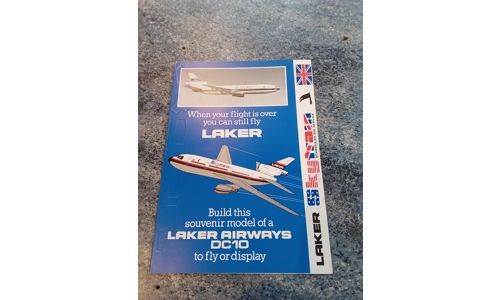 When your flight is over
you can still fly
LAKER
Build this
souvenir model of a
LAKER AIRWAYS
DC10
to fly or display
LAKER